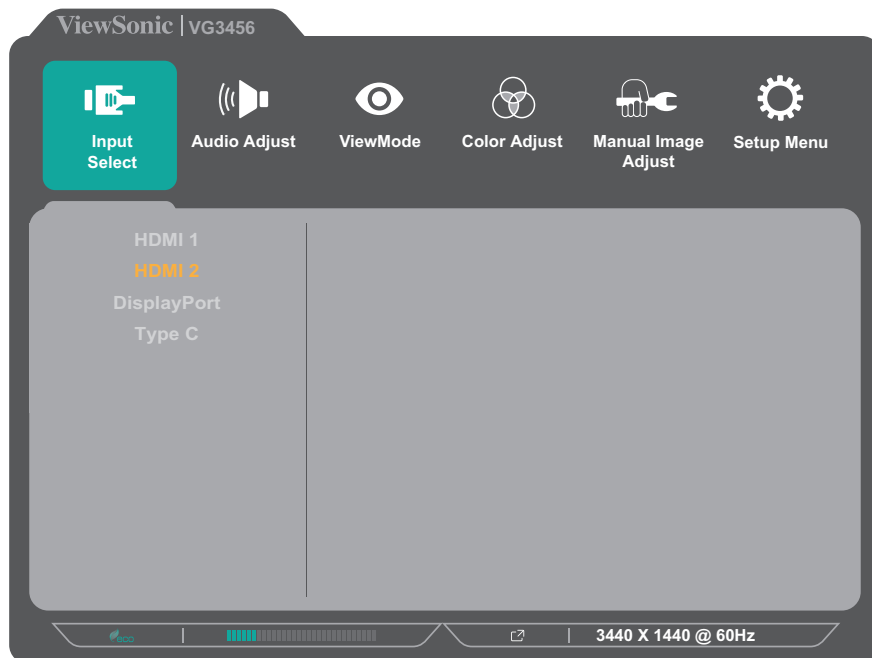 ViewSonic | VG3456
Input
Select
Audio Adjust
ViewMode
Color Adjust
Manual Image
Adjust
Setup Menu
HDMI 1
HDMI 2
DisplayPort
Type C
eco
3440 X 1440 @ 60Hz